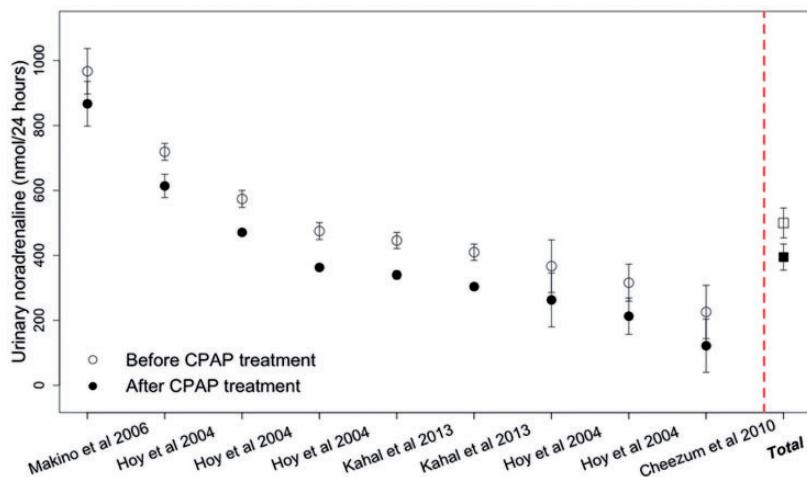 Urinary noradrenaline (nmol/24 hours)
1000
800
600
400
200
0
Before CPAP treatment
After CPAP treatment
Makino et al 2006
Hoy et al 2004
Hoy et al 2004
Hoy et al 2004
Kahal et al 2013
Kahal et al 2013
Hoy et al 2004
Hoy et al 2004
Cheezum et al 2010
Total